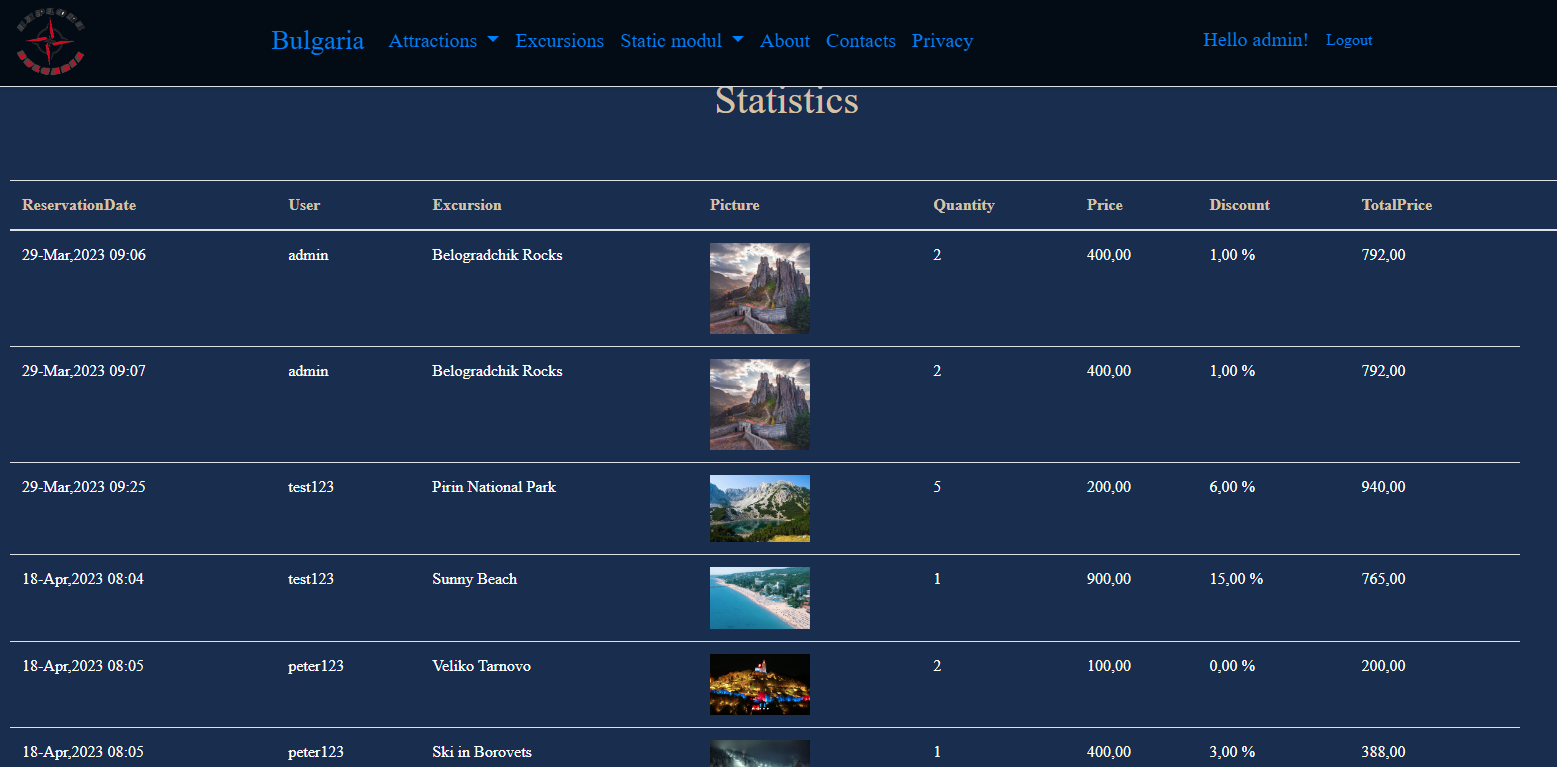 EXPLORE
Bulgaria Attractions Excursions Static modul About Contacts Privacy Hello admin! Logout
Statistics
ReservationDate User Excursion Picture Quantity Price Discount TotalPrice
29-Mar,2023 09:06 admin Belogradchik Rocks 2 400,00 1,00 % 792,00
29-Mar,2023 09:07 admin Belogradchik Rocks 2 400,00 1,00 % 792,00
29-Mar,2023 09:25 test123 Pirin National Park 5 200,00 6,00 % 940,00
18-Apr,2023 08:04 test123 Sunny Beach 1 900,00 15,00 % 765,00
18-Apr,2023 08:05 peter123 Veliko Tarnovo 2 100,00 0,00 % 200,00
18-Apr,2023 08:05 peter123 Ski in Borovets 1 400,00 3,00 % 388,00